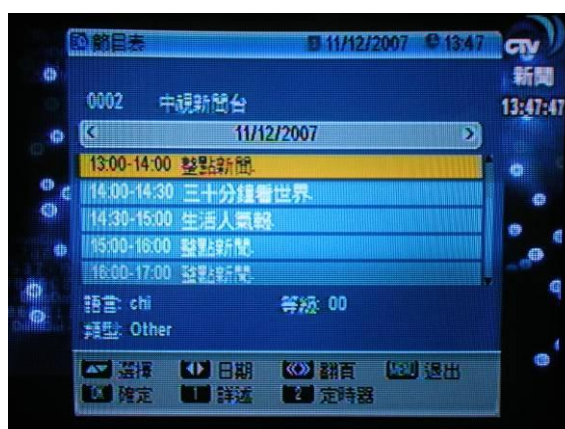 節目表 11/12/2007 13:47
CTV
新聞
13:47:47
0002 中視新聞台
11/12/2007
13:00-14:00 整點新聞.
14:00-14:30 三十分鐘看世界.
14:30-15:00 生活人氣報.
15:00-16:00 整點新聞.
16:00-17:00 整點新聞.
語言: chi 等級: 00
類型: Other
選擇 日期 翻頁 MENU 退出
OK 確定 1 詳述 2 定時器